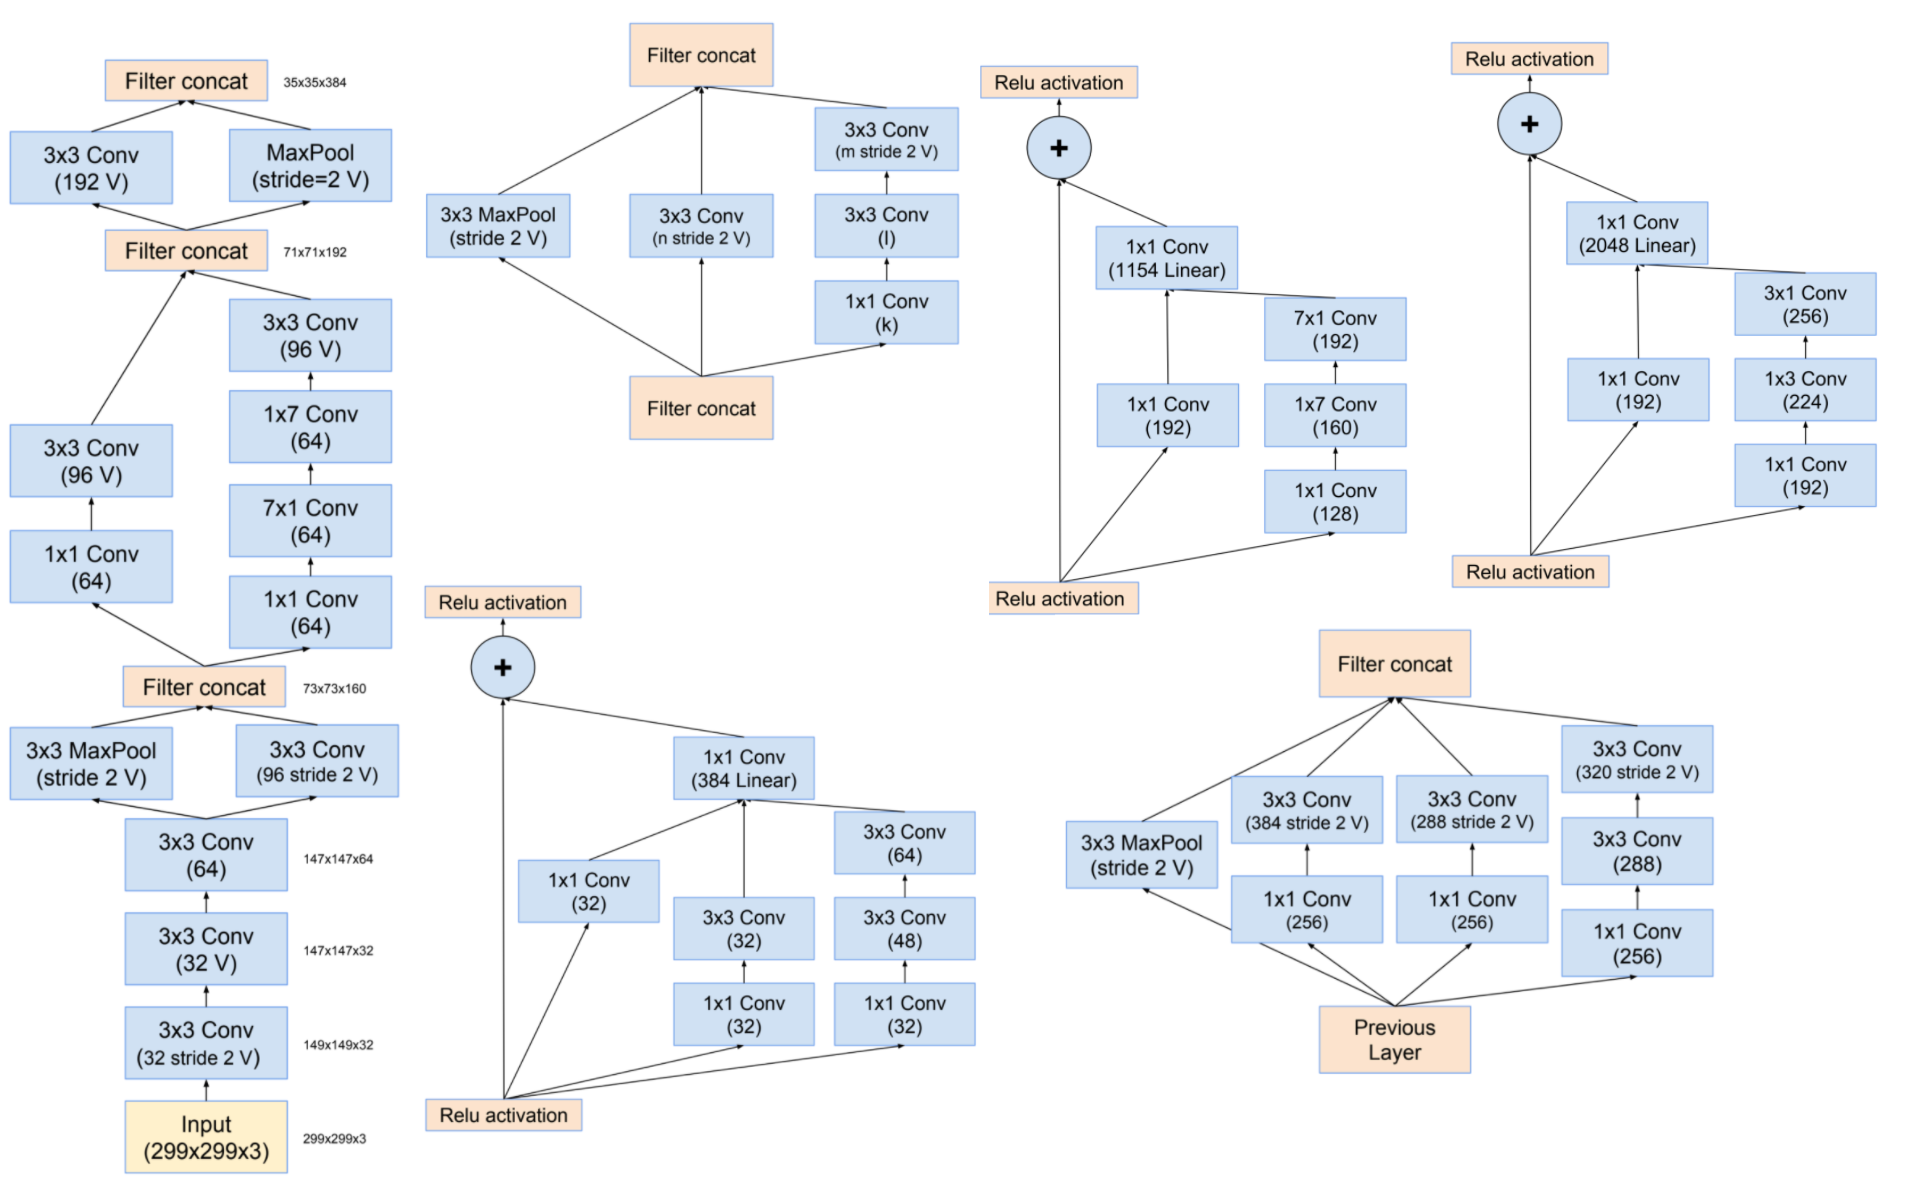 Filter concat
35x35x384
3x3 Conv
(192 V)
MaxPool
(stride=2 V)
Filter concat
71x71x192
3x3 Conv
(96 V)
1x7 Conv
(64)
3x3 Conv
(96 V)
7x1 Conv
(64)
1x1 Conv
(64)
1x1 Conv
(64)
Filter concat
73x73x160
3x3 MaxPool
(stride 2 V)
3x3 Conv
(96 stride 2 V)
3x3 Conv
(64)
147x147x64
3x3 Conv
(32 V)
147x147x32
3x3 Conv
(32 stride 2 V)
149x149x32
Input
(299x299x3)
299x299x3
Filter concat
3x3 Conv
(m stride 2 V)
3x3 MaxPool
(stride 2 V)
3x3 Conv
(n stride 2 V)
3x3 Conv
(l)
1x1 Conv
(k)
Filter concat
Relu activation
+
1x1 Conv
(1154 Linear)
7x1 Conv
(192)
1x1 Conv
(192)
1x7 Conv
(160)
1x1 Conv
(128)
Relu activation
Relu activation
+
1x1 Conv
(2048 Linear)
3x1 Conv
(256)
1x1 Conv
(192)
1x3 Conv
(224)
1x1 Conv
(192)
Relu activation
Relu activation
+
1x1 Conv
(384 Linear)
3x3 Conv
(64)
1x1 Conv
(32)
3x3 Conv
(32)
3x3 Conv
(48)
1x1 Conv
(32)
1x1 Conv
(32)
Relu activation
Filter concat
3x3 Conv
(320 stride 2 V)
3x3 MaxPool
(stride 2 V)
3x3 Conv
(384 stride 2 V)
3x3 Conv
(288 stride 2 V)
3x3 Conv
(288)
1x1 Conv
(256)
1x1 Conv
(256)
1x1 Conv
(256)
Previous
Layer